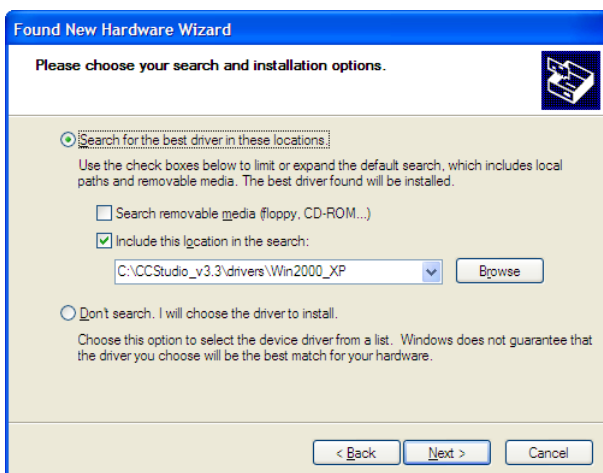 Found New Hardware Wizard
Please choose your search and installation options.
Search for the best driver in these locations.
Use the check boxes below to limit or expand the default search, which includes local
paths and removable media. The best driver found will be installed.
Search removable media (floppy, CD-ROM...)
Include this location in the search:
C:\CCStudio_v3.3\drivers\Win2000_XP
Browse
Don't search. I will choose the driver to install.
Choose this option to select the device driver from a list. Windows does not guarantee that
the driver you choose will be the best match for your hardware.
< Back
Next >
Cancel